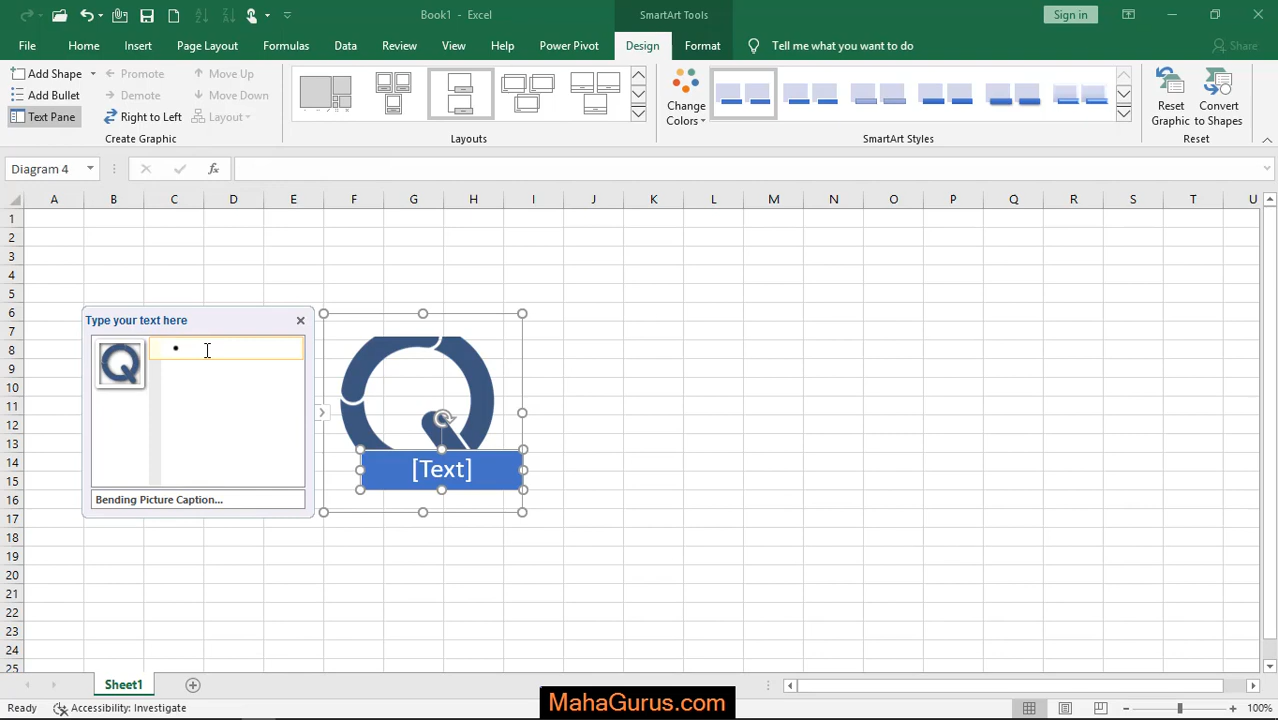 Book1 - Excel
SmartArt Tools
Sign in
File Home Insert Page Layout Formulas Data Review View Help Power Pivot Design Format Tell me what you want to do Share
Add Shape Promote Move Up
Add Bullet Demote Move Down
Text Pane Right to Left Layout
Change Colors
Reset Graphic
Convert to Shapes
Create Graphic Layouts SmartArt Styles Reset
Diagram 4 fx
A B C D E F G H I J K L M N O P Q R S T U
1
2
3
4
5
6
7
8
9
10
11
12
13
14
15
16
17
18
19
20
21
22
23
24
25
Type your text here
Q
•
Bending Picture Caption...
[Text]
Sheet1
Ready Accessibility: Investigate 100%
MahaGurus.com